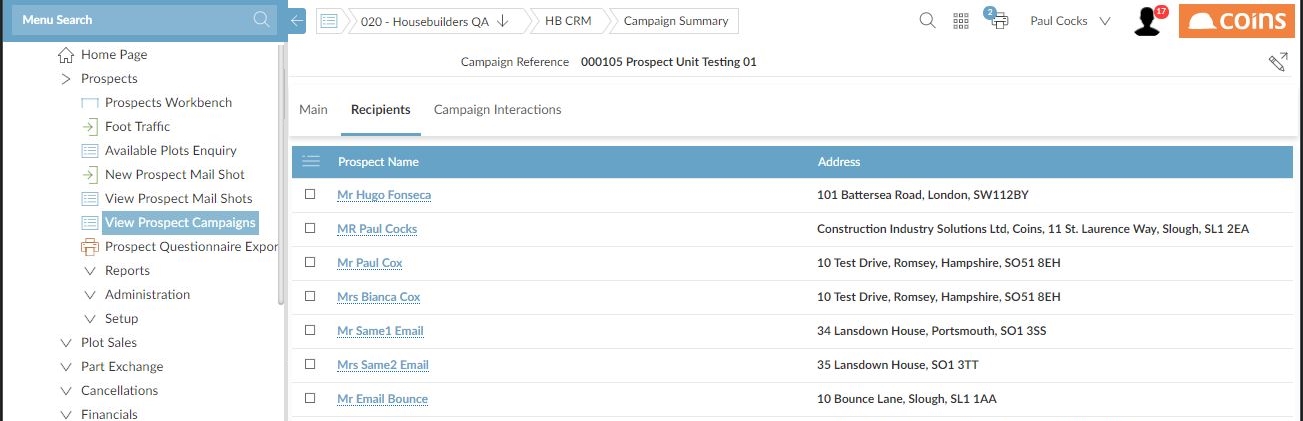 Menu Search
020 - Housebuilders QA
HB CRM
Campaign Summary
2
Paul Cocks
17
coins
Home Page
Prospects
Prospects Workbench
Foot Traffic
Available Plots Enquiry
New Prospect Mail Shot
View Prospect Mail Shots
View Prospect Campaigns
Prospect Questionnaire Expor
Reports
Administration
Setup
Plot Sales
Part Exchange
Cancellations
Financials
Campaign Reference 000105 Prospect Unit Testing 01
Main Recipients Campaign Interactions
Prospect Name Address
Mr Hugo Fonseca 101 Battersea Road, London, SW112BY
MR Paul Cocks Construction Industry Solutions Ltd, Coins, 11 St. Laurence Way, Slough, SL1 2EA
Mr Paul Cox 10 Test Drive, Romsey, Hampshire, SO51 8EH
Mrs Bianca Cox 10 Test Drive, Romsey, Hampshire, SO51 8EH
Mr Same1 Email 34 Lansdown House, Portsmouth, SO1 3SS
Mrs Same2 Email 35 Lansdown House, SO1 3TT
Mr Email Bounce 10 Bounce Lane, Slough, SL1 1AA